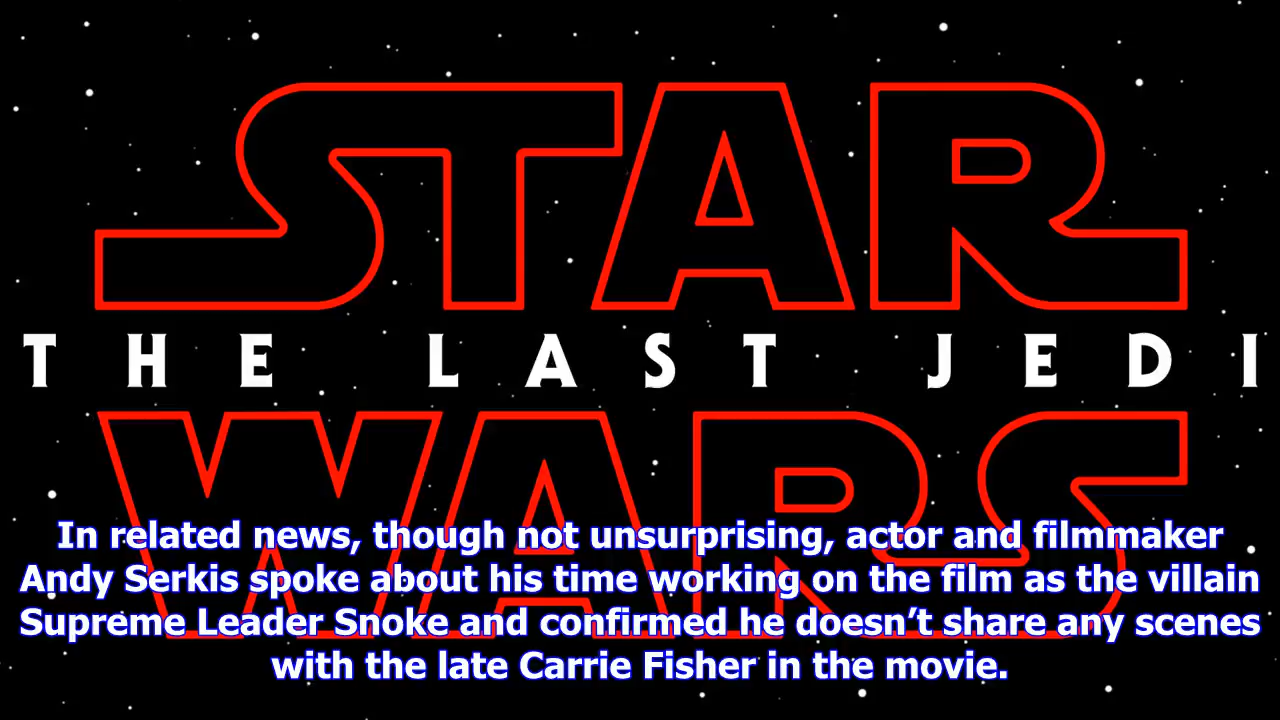 STAR
THE LAST JEDI
WARS
In related news, though not unsurprising, actor and filmmaker
Andy Serkis spoke about his time working on the film as the villain
Supreme Leader Snoke and confirmed he doesn’t share any scenes
with the late Carrie Fisher in the movie.